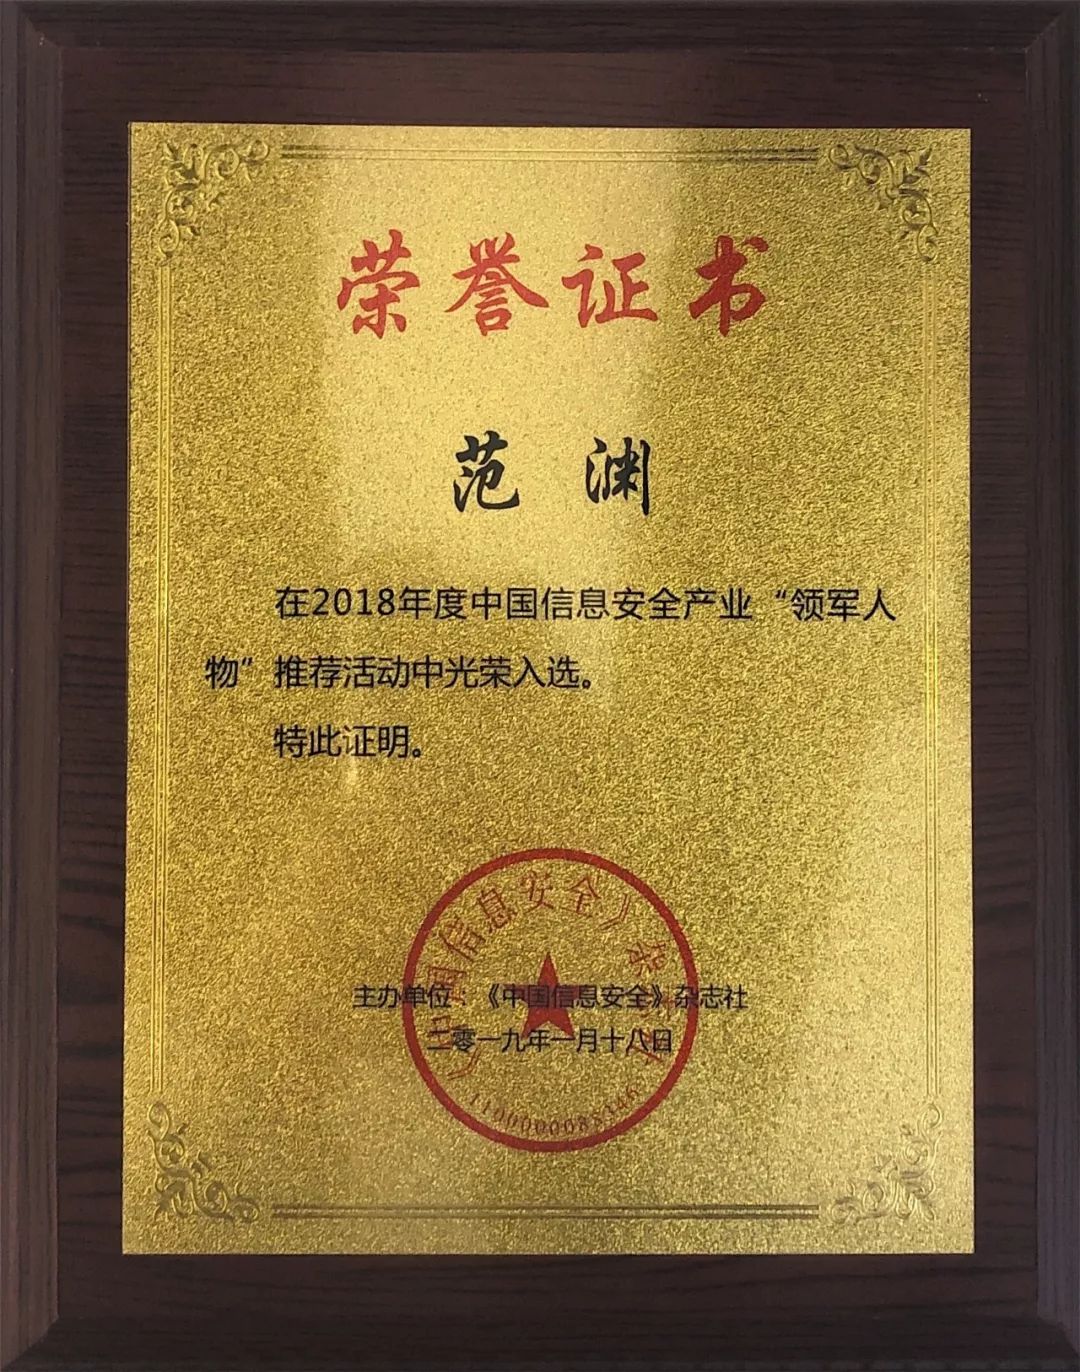 荣誉证书
范渊
在2018年度中国信息安全产业“领军人
物”推荐活动中光荣入选。
特此证明。
《中国信息安全》杂志社
主办单位：《中国信息安全》杂志社
二零一九年一月十八日